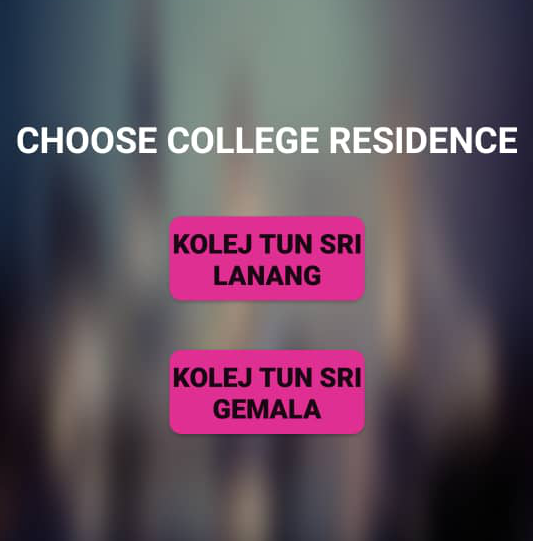 CHOOSE COLLEGE RESIDENCE
KOLEJ TUN SRI
LANANG
KOLEJ TUN SRI
GEMALA